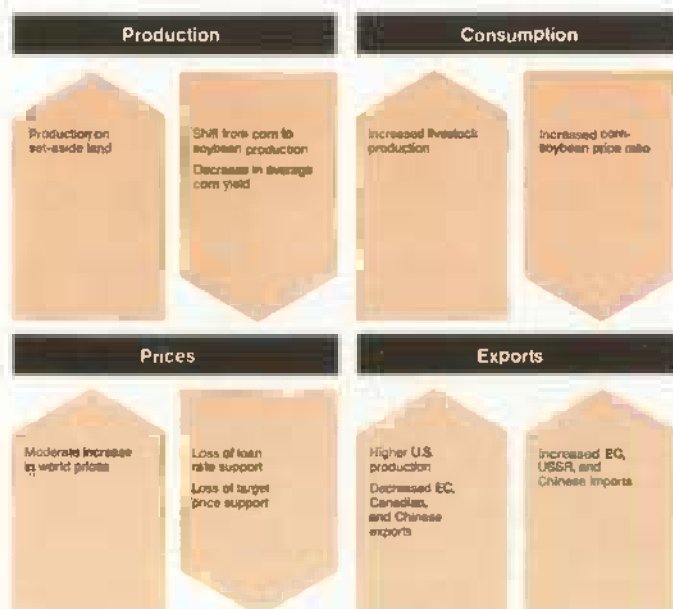 Production
Production on
set-aside land
Shift from corn to
soybean production
Decrease in average
corn yield
Consumption
Increased livestock
production
Increased corn-
soybean price ratio
Prices
Moderate increase
in world prices
Loss of loan
rate support
Loss of target
price support
Exports
Higher U.S.
production
Decreased EC,
Canadian,
and Chinese
exports
Increased EC,
USSR, and
Chinese imports